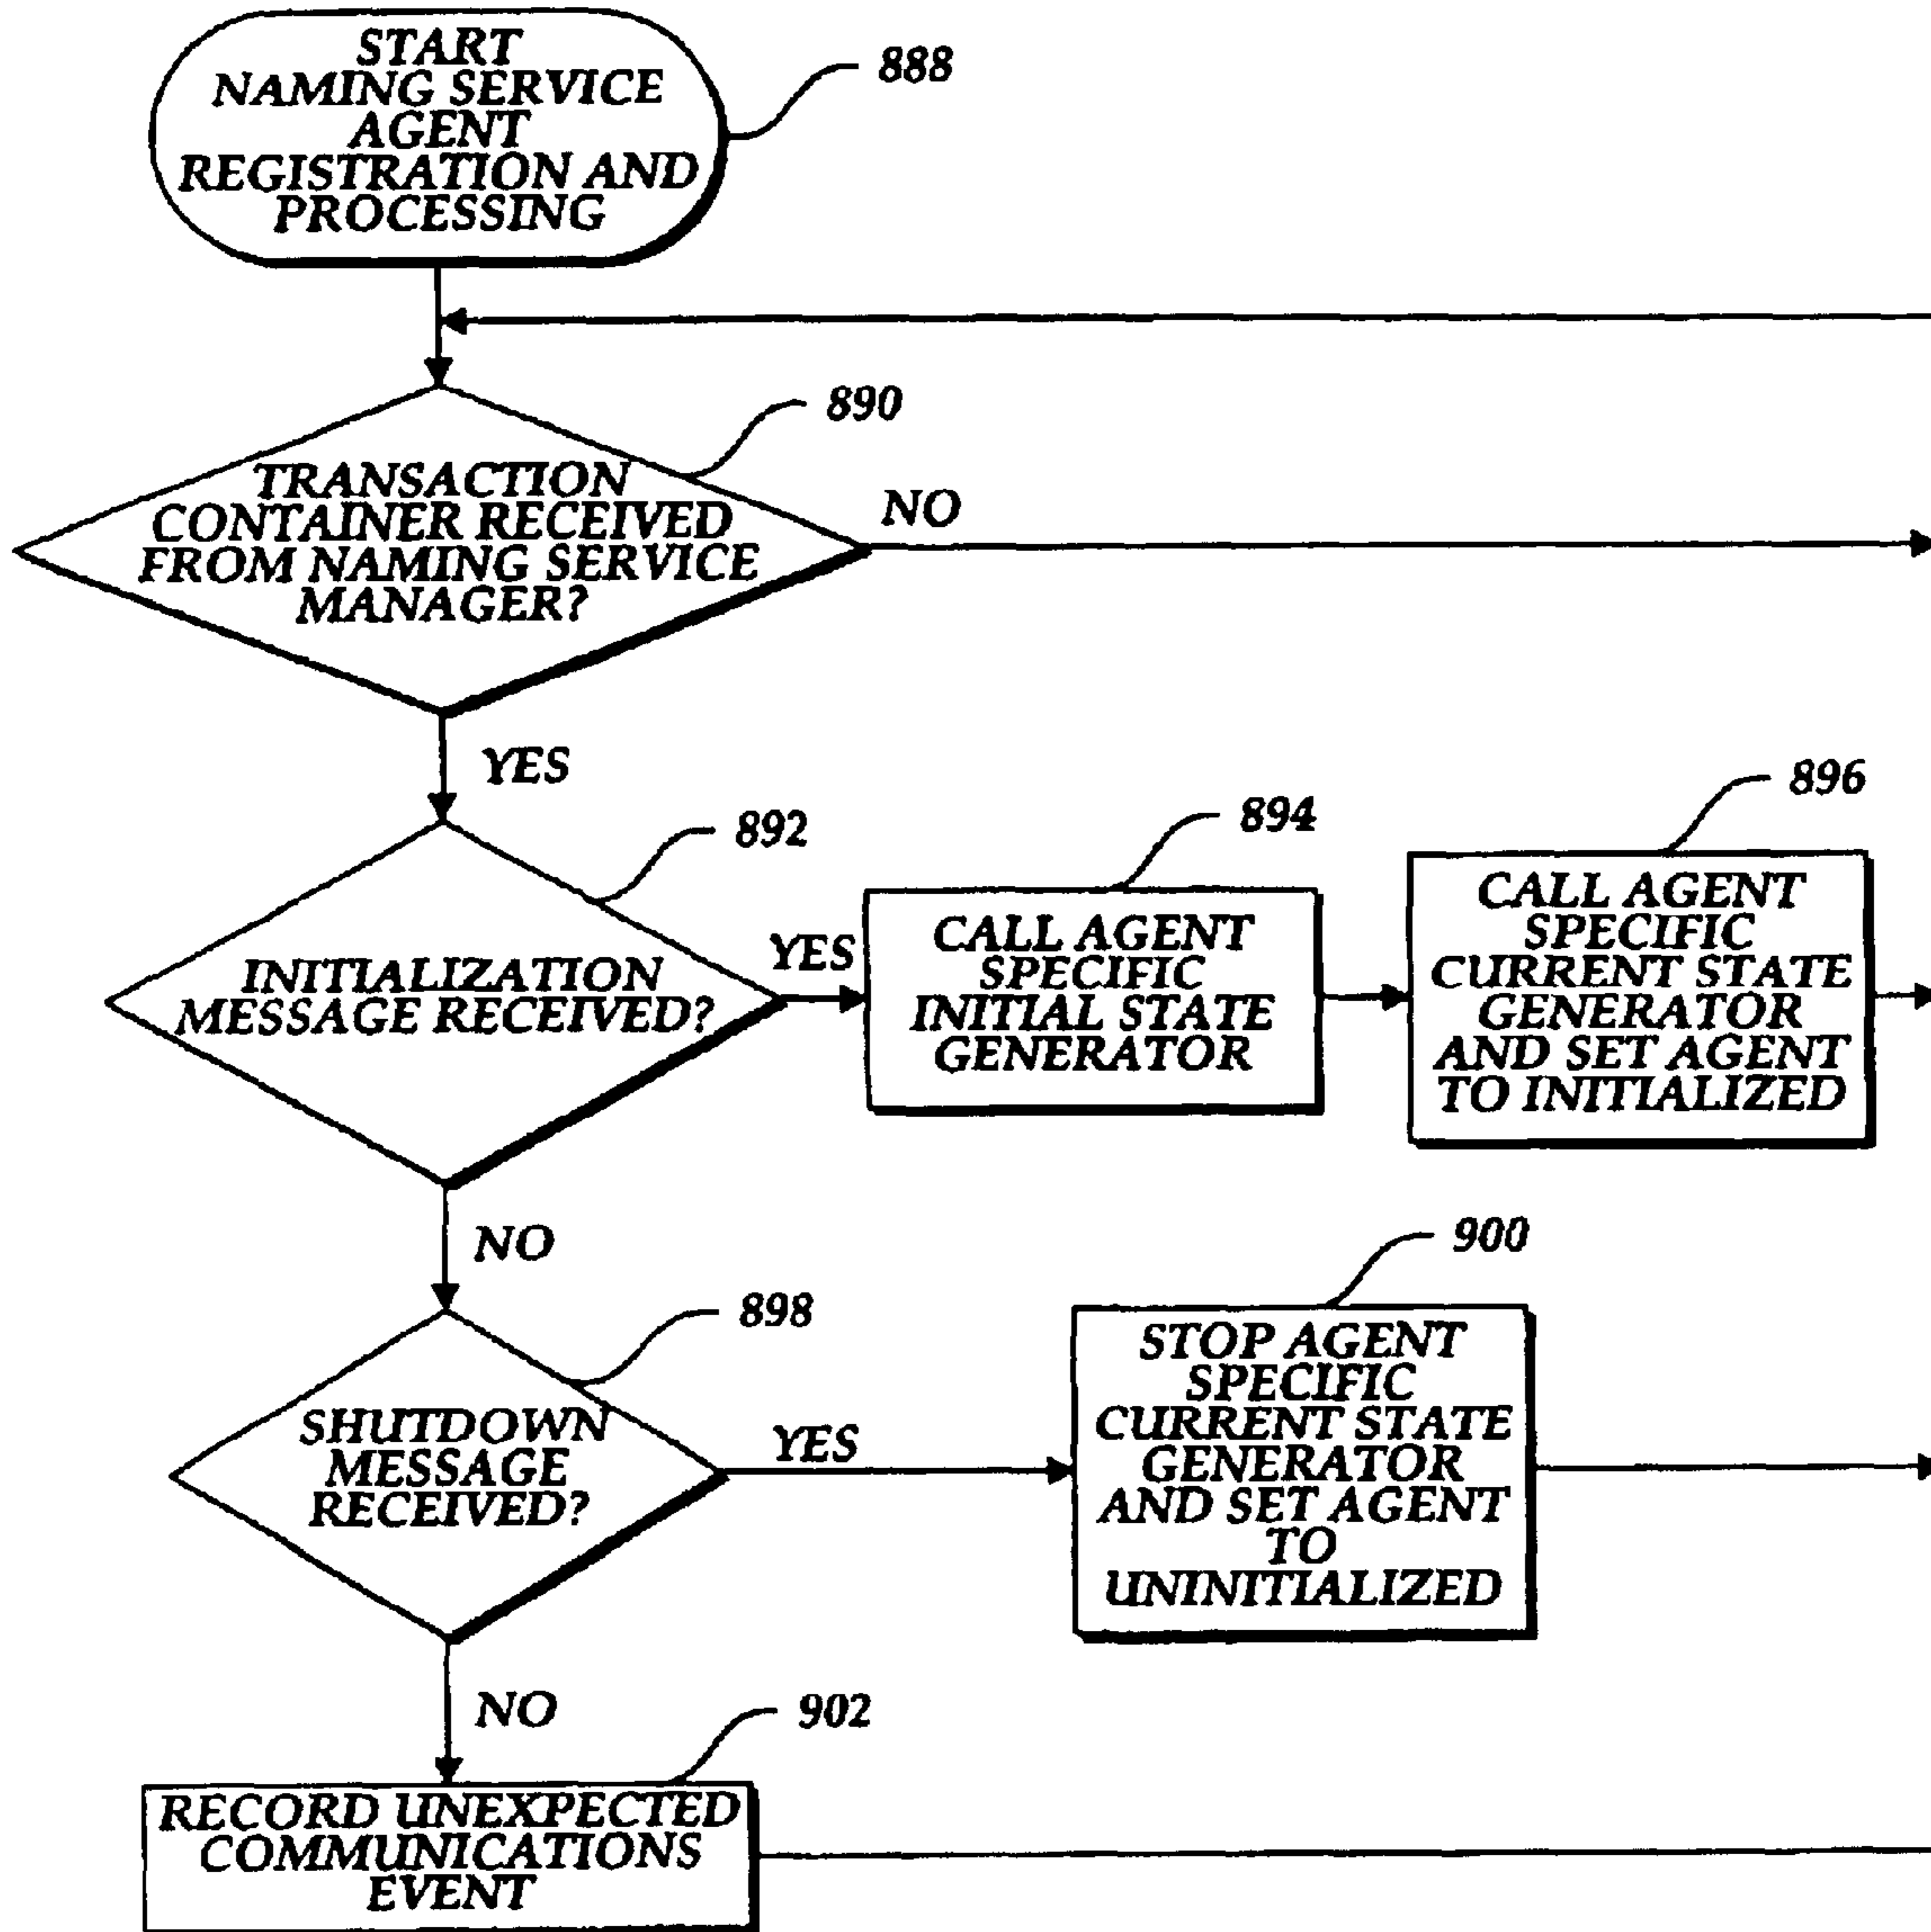 START
NAMING SERVICE
AGENT
REGISTRATION AND
PROCESSING
888
890
TRANSACTION
CONTAINER RECEIVED
FROM NAMING SERVICE
MANAGER?
NO
YES
892
INITIALIZATION
MESSAGE RECEIVED?
YES
894
CALL AGENT
SPECIFIC
INITIAL STATE
GENERATOR
896
CALL AGENT
SPECIFIC
CURRENT STATE
GENERATOR
AND SET AGENT
TO INITIALIZED
NO
898
SHUTDOWN
MESSAGE
RECEIVED?
YES
900
STOP AGENT
SPECIFIC
CURRENT STATE
GENERATOR
AND SET AGENT
TO
UNINITIALIZED
NO
902
RECORD UNEXPECTED
COMMUNICATIONS
EVENT